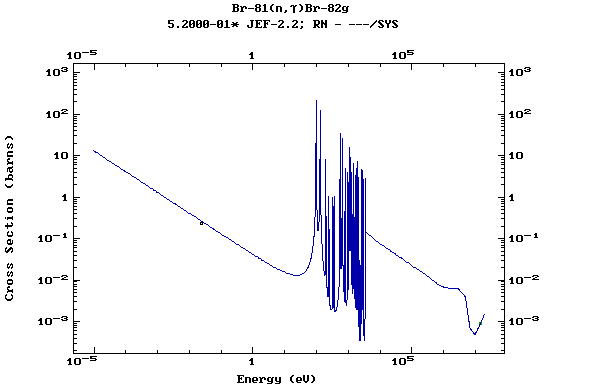 Br-81(n,γ)Br-82g
5.2000-01* JEF-2.2; RN - ---/SYS
10⁻⁵ 1 10⁵
10³ 10³
10² 10²
10 10
1 1
10⁻¹ 10⁻¹
10⁻² 10⁻²
10⁻³ 10⁻³
Cross Section (barns)
10⁻⁵ 1 10⁵
Energy (eV)